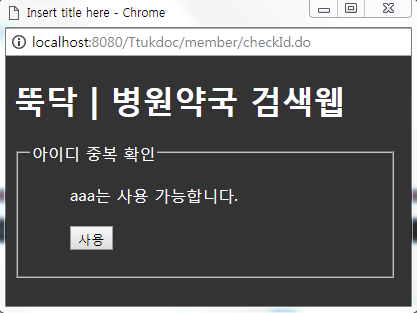 Insert title here - Chrome
localhost:8080/Ttukdoc/member/checkId.do
뚝닥 | 병원약국 검색웹
아이디 중복 확인
aaa는 사용 가능합니다.
사용